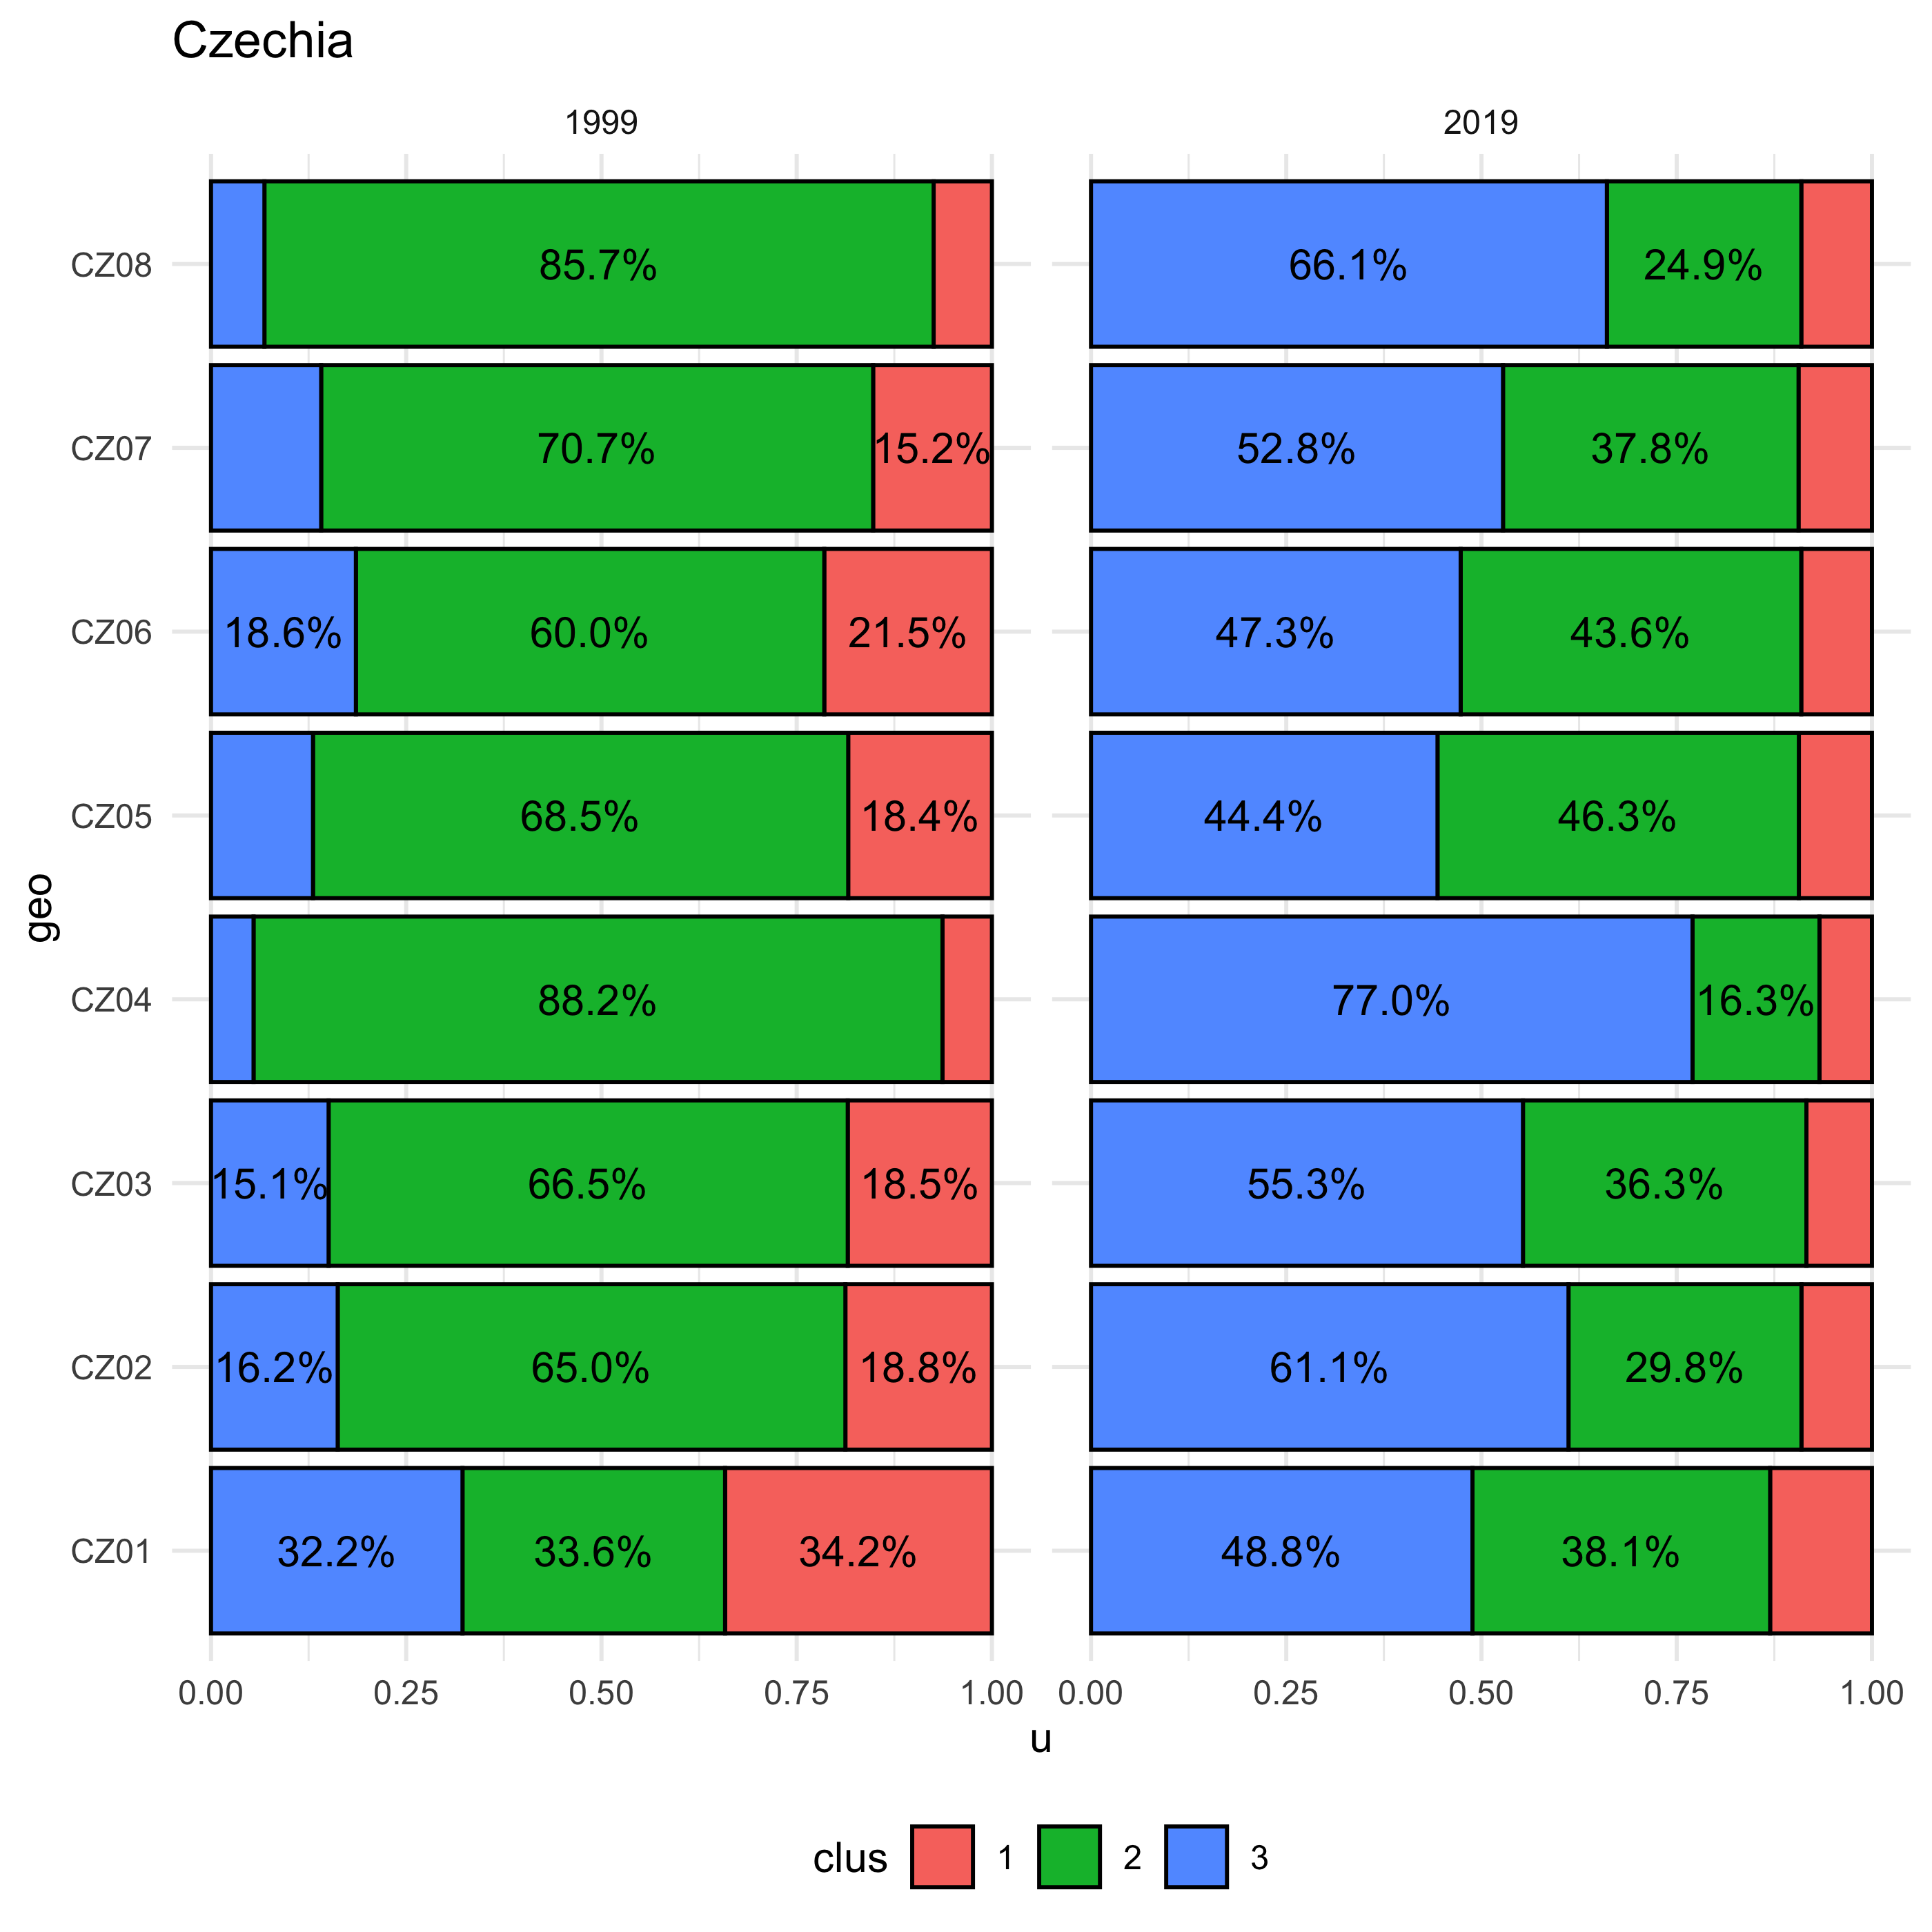 Czechia
1999 2019
CZ08 85.7% 66.1% 24.9%
CZ07 70.7% 15.2% 52.8% 37.8%
CZ06 18.6% 60.0% 21.5% 47.3% 43.6%
CZ05 68.5% 18.4% 44.4% 46.3%
geo
CZ04 88.2% 77.0% 16.3%
CZ03 15.1% 66.5% 18.5% 55.3% 36.3%
CZ02 16.2% 65.0% 18.8% 61.1% 29.8%
CZ01 32.2% 33.6% 34.2% 48.8% 38.1%
0.00 0.25 0.50 0.75 1.00 0.00 0.25 0.50 0.75 1.00
u
clus 1 2 3